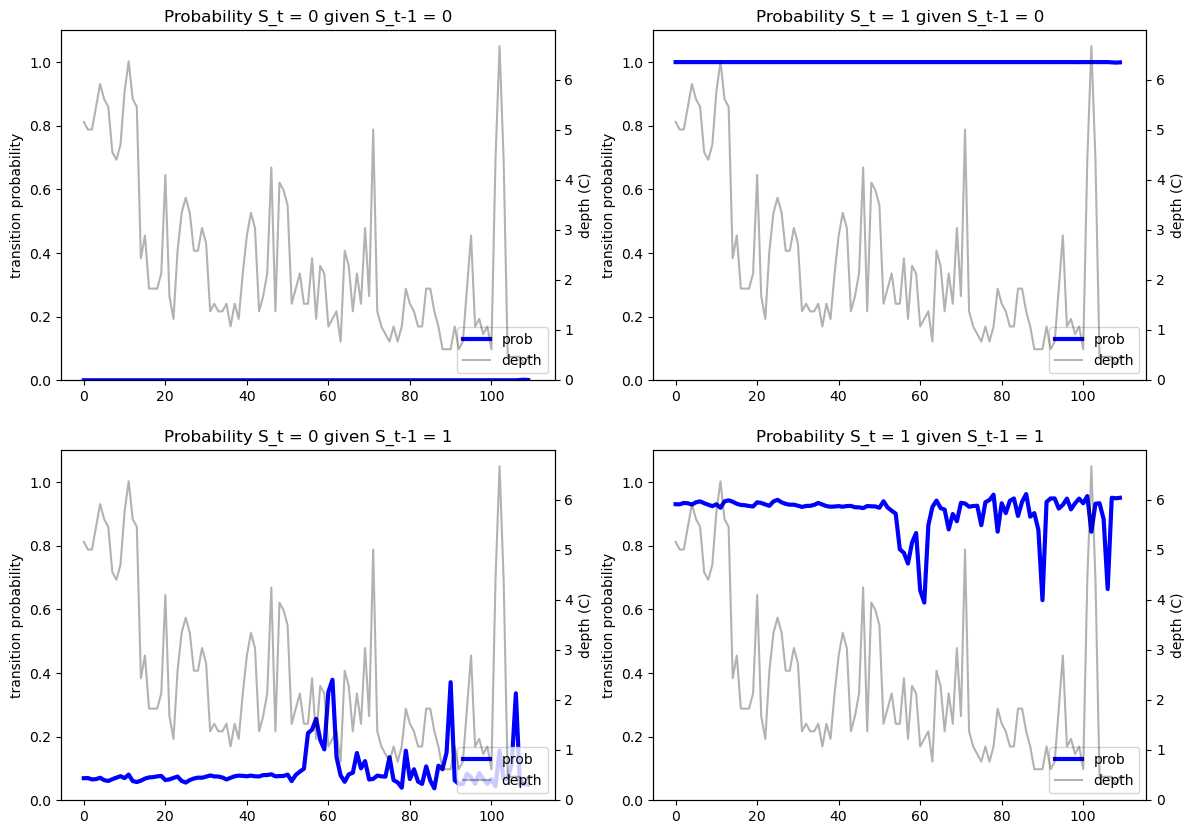 Probability S_t = 0 given S_t-1 = 0
transition probability
1.0
0.8
0.6
0.4
0.2
0.0
0 20 40 60 80 100
6
5
4
3
2
1
0
depth (C)
prob
depth
Probability S_t = 1 given S_t-1 = 0
transition probability
1.0
0.8
0.6
0.4
0.2
0.0
0 20 40 60 80 100
6
5
4
3
2
1
0
depth (C)
prob
depth
Probability S_t = 0 given S_t-1 = 1
transition probability
1.0
0.8
0.6
0.4
0.2
0.0
0 20 40 60 80 100
6
5
4
3
2
1
0
depth (C)
prob
depth
Probability S_t = 1 given S_t-1 = 1
transition probability
1.0
0.8
0.6
0.4
0.2
0.0
0 20 40 60 80 100
6
5
4
3
2
1
0
depth (C)
prob
depth